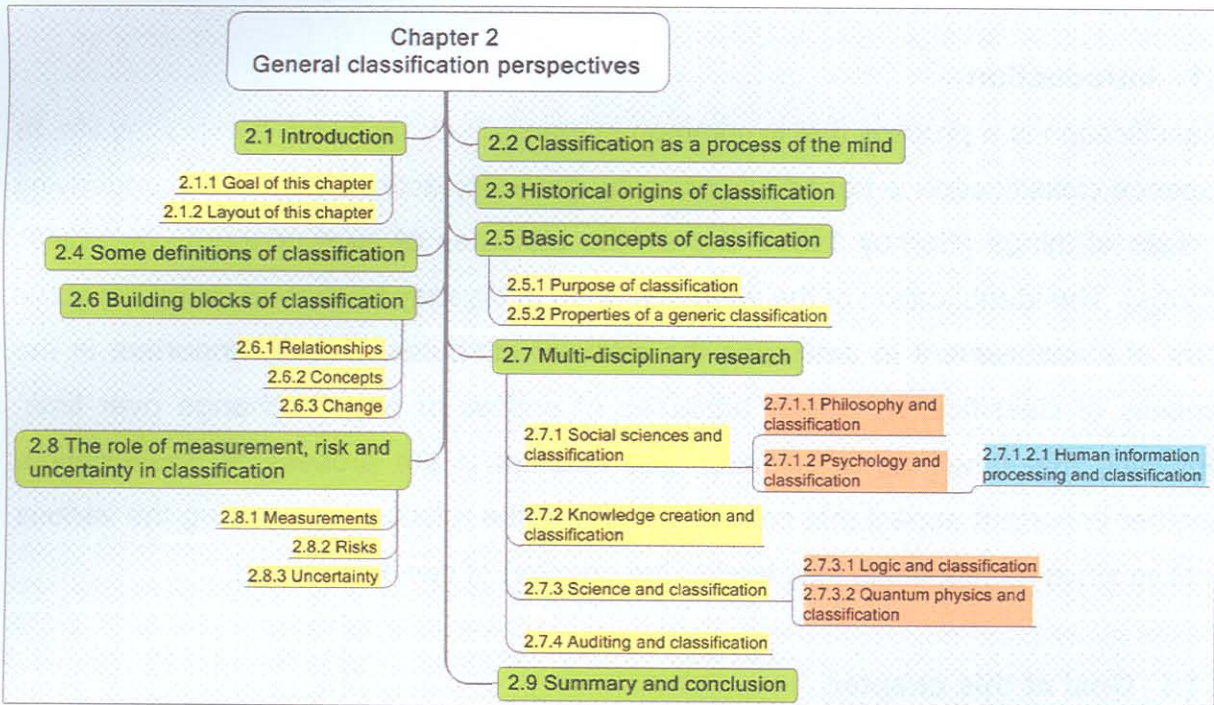 Chapter 2
General classification perspectives
2.1 Introduction
2.1.1 Goal of this chapter
2.1.2 Layout of this chapter
2.2 Classification as a process of the mind
2.3 Historical origins of classification
2.4 Some definitions of classification
2.5 Basic concepts of classification
2.5.1 Purpose of classification
2.5.2 Properties of a generic classification
2.6 Building blocks of classification
2.6.1 Relationships
2.6.2 Concepts
2.6.3 Change
2.7 Multi-disciplinary research
2.7.1 Social sciences and
classification
2.7.1.1 Philosophy and
classification
2.7.1.2 Psychology and
classification
2.7.1.2.1 Human information
processing and classification
2.7.2 Knowledge creation and
classification
2.7.3 Science and classification
2.7.3.1 Logic and classification
2.7.3.2 Quantum physics and
classification
2.7.4 Auditing and classification
2.8 The role of measurement, risk and
uncertainty in classification
2.8.1 Measurements
2.8.2 Risks
2.8.3 Uncertainty
2.9 Summary and conclusion